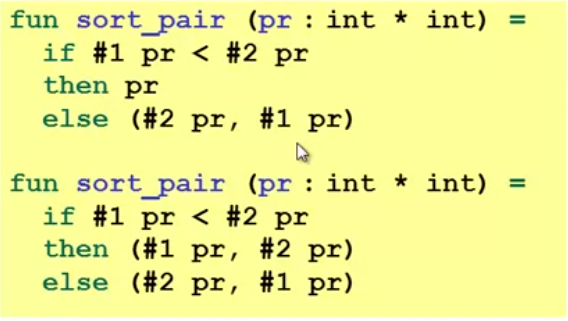 fun sort_pair (pr : int * int) =
if #1 pr < #2 pr
then pr
else (#2 pr, #1 pr)
fun sort_pair (pr : int * int) =
if #1 pr < #2 pr
then (#1 pr, #2 pr)
else (#2 pr, #1 pr)